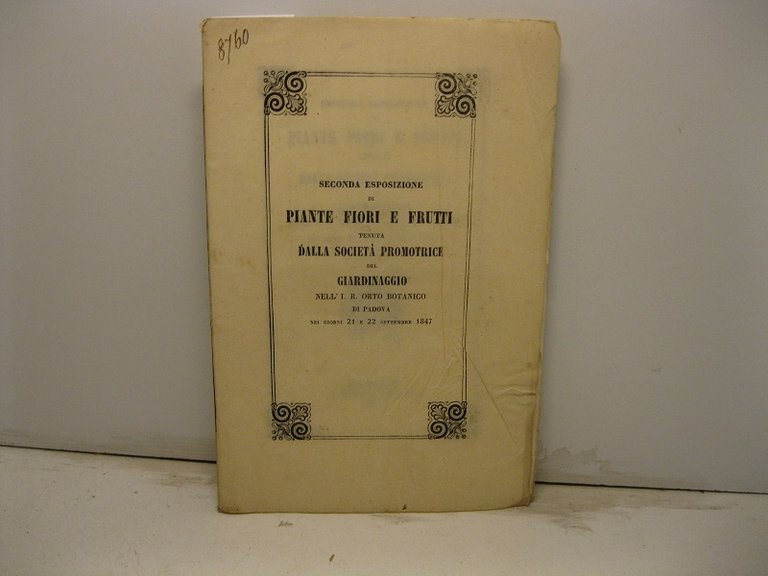 8760
SECONDA ESPOSIZIONE
DI
PIANTE FIORI E FRUTTI
TENUTA
DALLA SOCIETÀ PROMOTRICE
DEL
GIARDINAGGIO
NELL' I. R. ORTO BOTANICO
DI PADOVA
NEI GIORNI 21 E 22 SETTEMBRE 1847